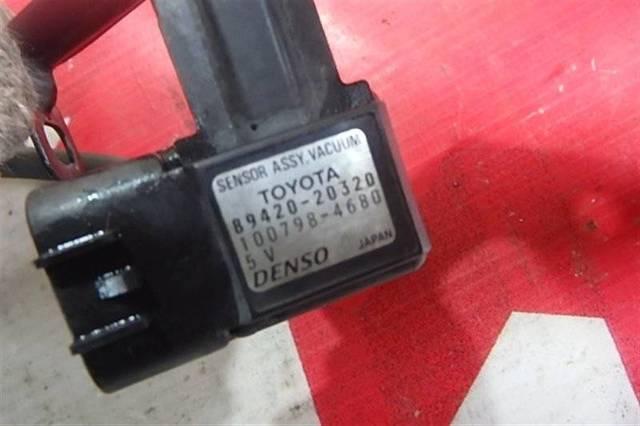 SENSOR ASSY,VACUUM
TOYOTA
89420-20320
100798-4680
5 V
DENSO JAPAN